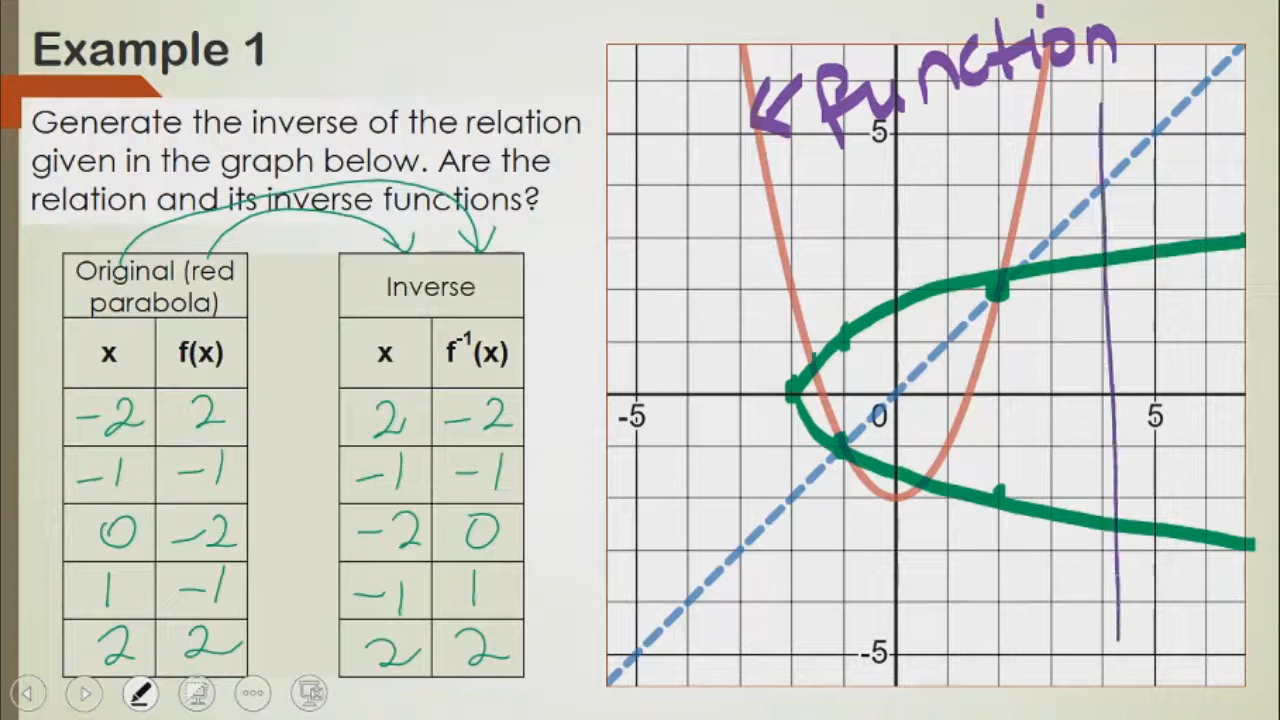 Example 1
Generate the inverse of the relation
given in the graph below. Are the
relation and its inverse functions?
Original (red
parabola)
x f(x)
-2 2
-1 -1
0 -2
1 -1
2 2
Inverse
x f⁻¹(x)
2 -2
-1 -1
-2 0
-1 1
2 2
function
5
-5 0 5
-5